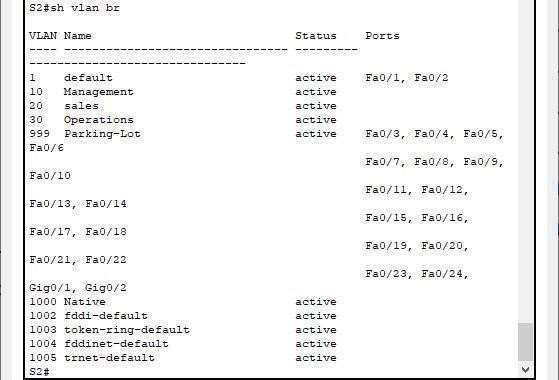 S2#sh vlan br
VLAN Name Status Ports
---- -------------------------------- ---------
-------------------------------
1 default active Fa0/1, Fa0/2
10 Management active
20 sales active
30 Operations active
999 Parking-Lot active Fa0/3, Fa0/4, Fa0/5,
Fa0/6
Fa0/7, Fa0/8, Fa0/9,
Fa0/10
Fa0/11, Fa0/12,
Fa0/13, Fa0/14
Fa0/15, Fa0/16,
Fa0/17, Fa0/18
Fa0/19, Fa0/20,
Fa0/21, Fa0/22
Fa0/23, Fa0/24,
Gig0/1, Gig0/2
1000 Native active
1002 fddi-default active
1003 token-ring-default active
1004 fddinet-default active
1005 trnet-default active
S2#